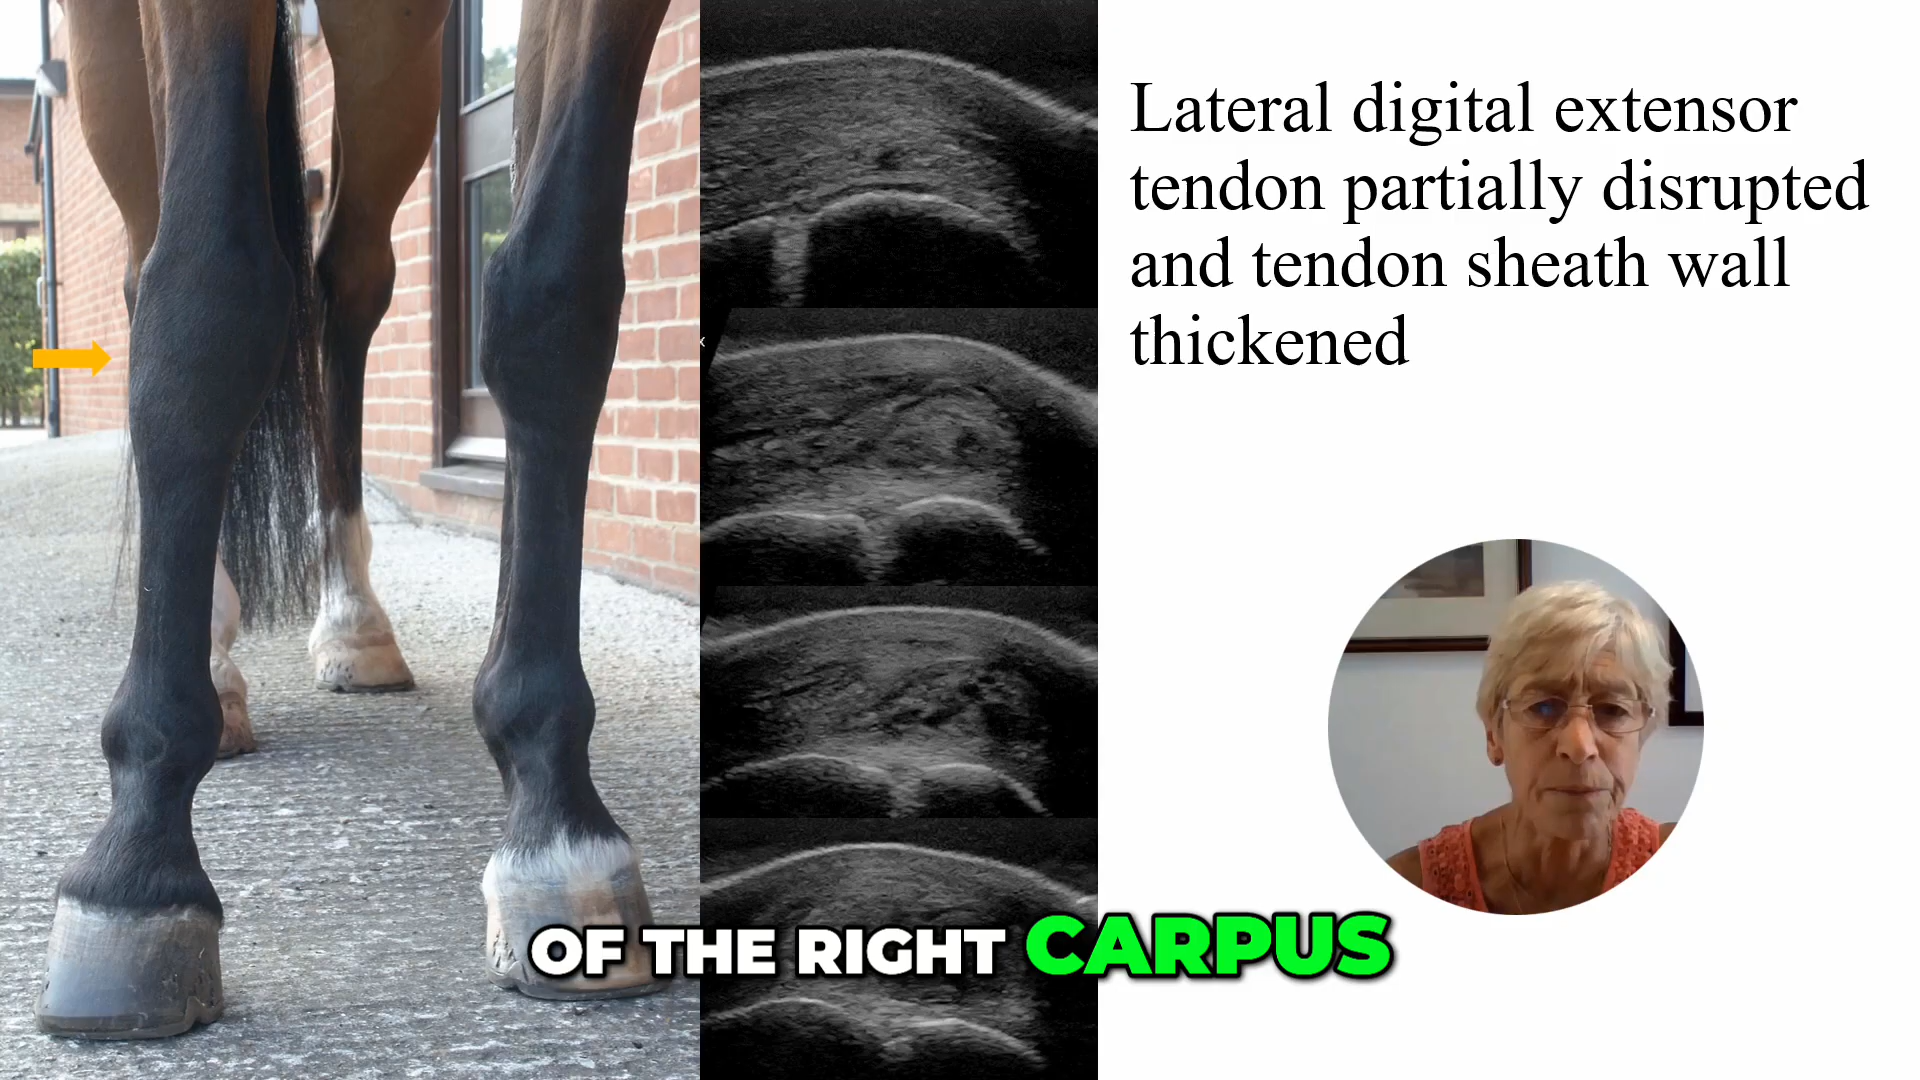 Lateral digital extensor
tendon partially disrupted
and tendon sheath wall
thickened
x
OF THE RIGHT CARPUS